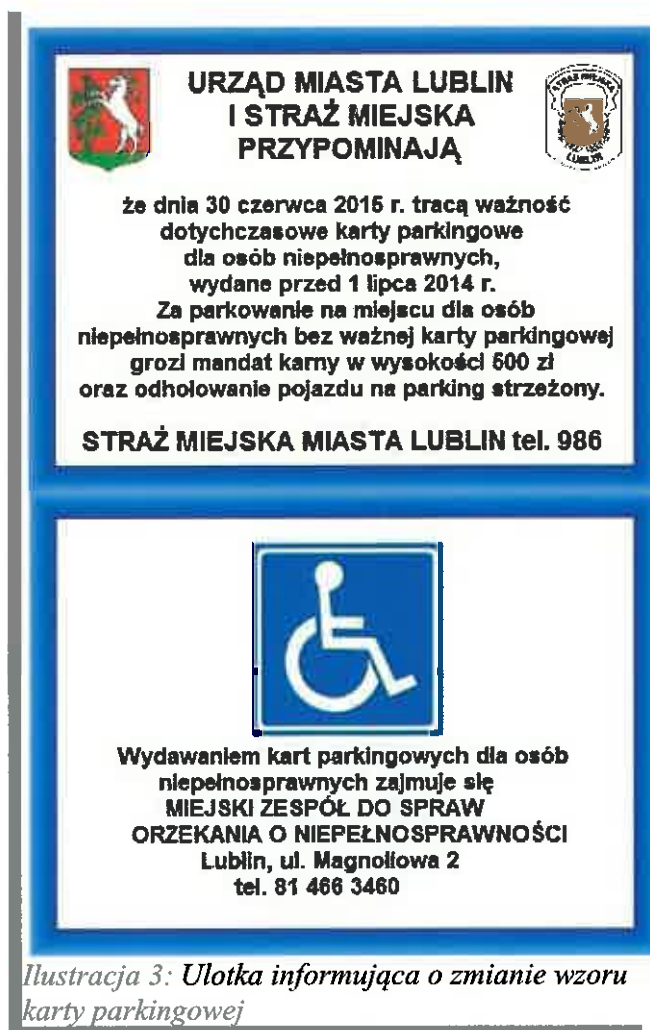 URZĄD MIASTA LUBLIN
I STRAŻ MIEJSKA
PRZYPOMINAJĄ
STRAŻ MIEJSKA
LUBLIN
że dnia 30 czerwca 2015 r. tracą ważność
dotychczasowe karty parkingowe
dla osób niepełnosprawnych,
wydane przed 1 lipca 2014 r.
Za parkowanie na miejscu dla osób
niepełnosprawnych bez ważnej karty parkingowej
grozi mandat karny w wysokości 500 zł
oraz odholowanie pojazdu na parking strzeżony.
STRAŻ MIEJSKA MIASTA LUBLIN tel. 986
Wydawaniem kart parkingowych dla osób
niepełnosprawnych zajmuje się
MIEJSKI ZESPÓŁ DO SPRAW
ORZEKANIA O NIEPEŁNOSPRAWNOŚCI
Lublin, ul. Magnoliowa 2
tel. 81 466 3460
Ilustracja 3: Ulotka informująca o zmianie wzoru
karty parkingowej